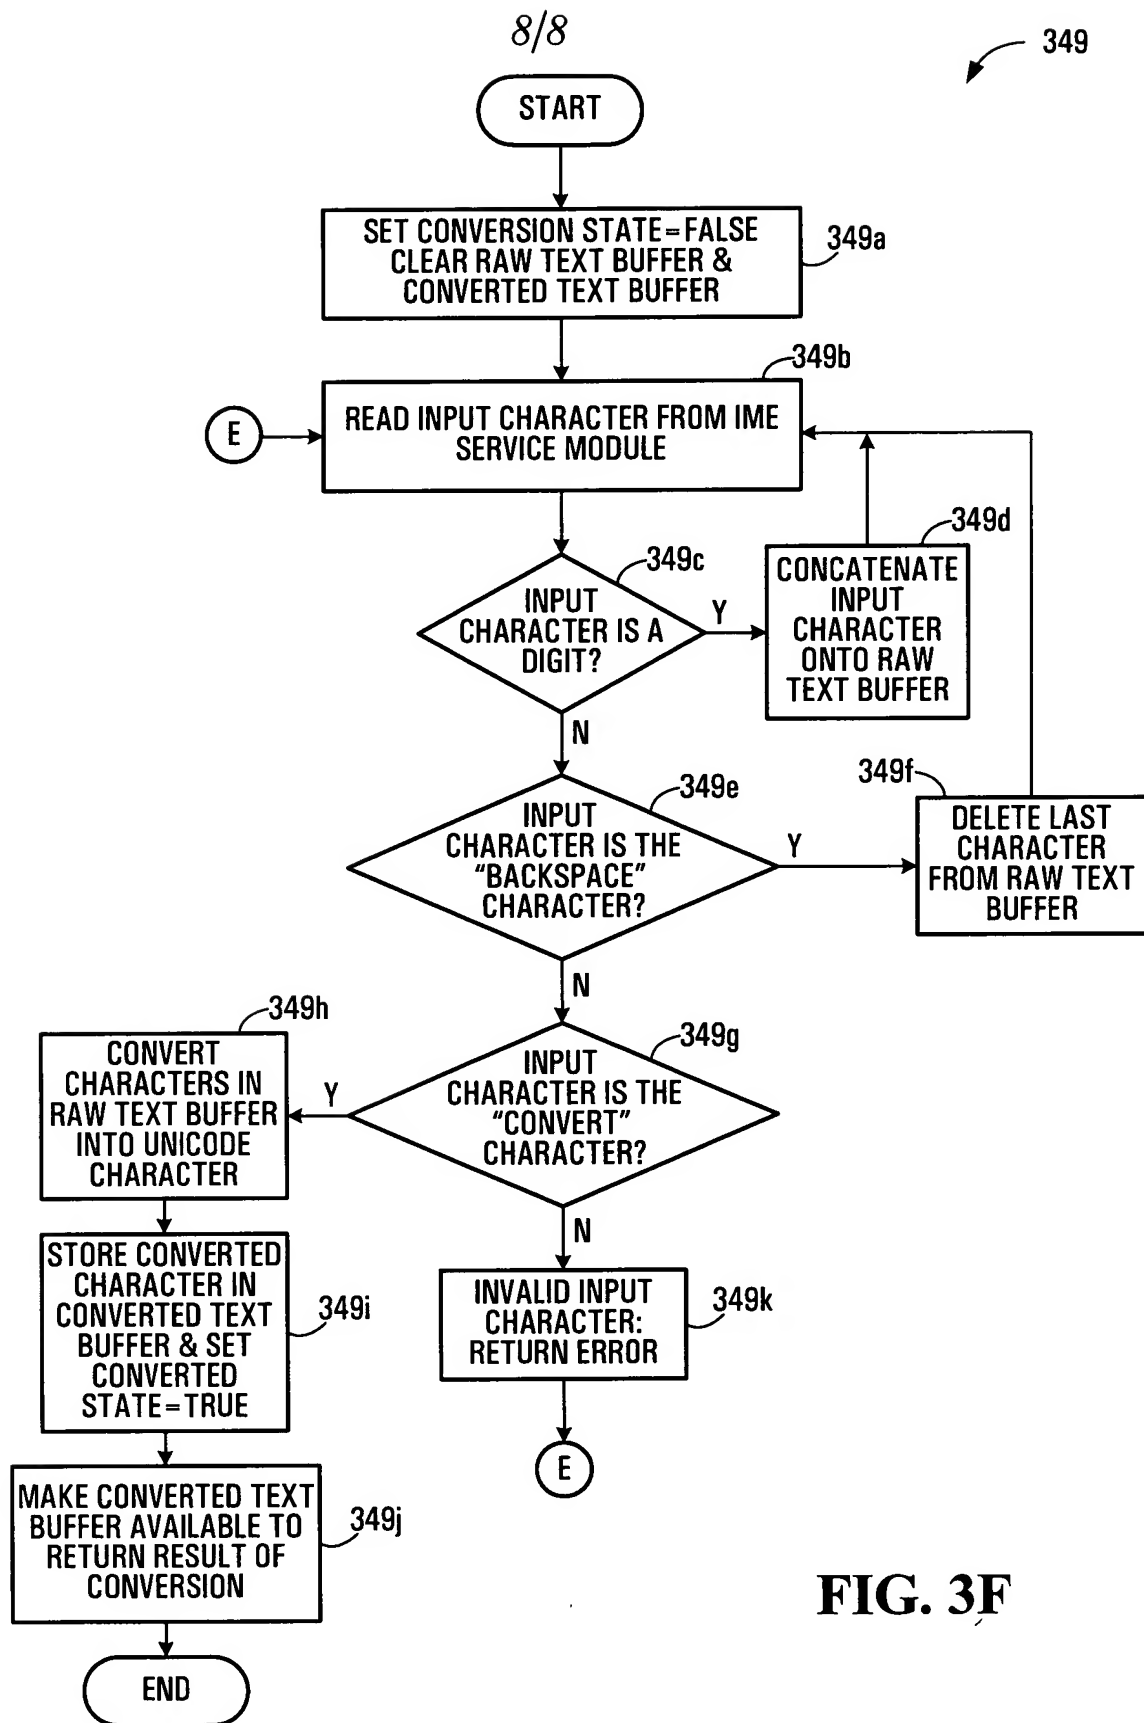 8/8
349
START
SET CONVERSION STATE=FALSE
CLEAR RAW TEXT BUFFER &
CONVERTED TEXT BUFFER
349a
349b
E
READ INPUT CHARACTER FROM IME
SERVICE MODULE
349c
INPUT
CHARACTER IS A
DIGIT?
Y
349d
CONCATENATE
INPUT
CHARACTER
ONTO RAW
TEXT BUFFER
N
349e
INPUT
CHARACTER IS THE
“BACKSPACE”
CHARACTER?
Y
349f
DELETE LAST
CHARACTER
FROM RAW TEXT
BUFFER
N
349g
INPUT
CHARACTER IS THE
“CONVERT”
CHARACTER?
Y
349h
CONVERT
CHARACTERS IN
RAW TEXT BUFFER
INTO UNICODE
CHARACTER
STORE CONVERTED
CHARACTER IN
CONVERTED TEXT
BUFFER & SET
CONVERTED
STATE=TRUE
349i
N
INVALID INPUT
CHARACTER:
RETURN ERROR
349k
E
MAKE CONVERTED TEXT
BUFFER AVAILABLE TO
RETURN RESULT OF
CONVERSION
349j
END
FIG. 3F